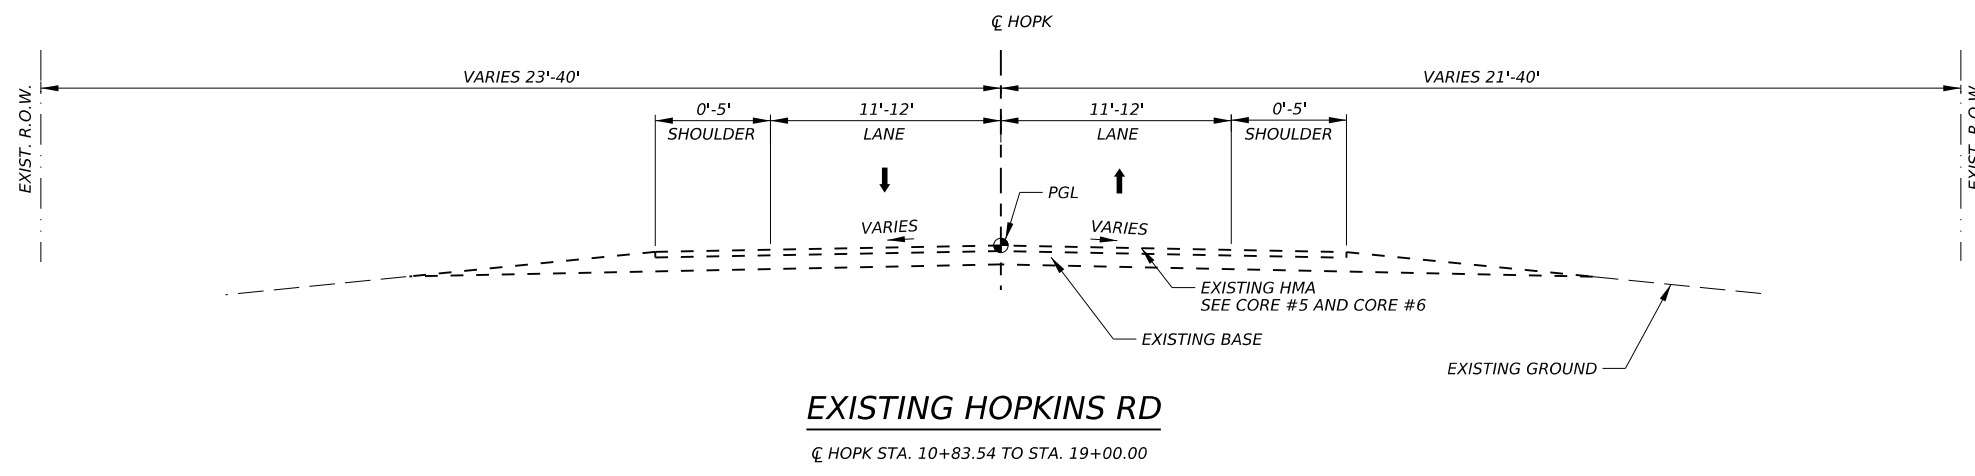 ℄ HOPK
VARIES 23'-40'
VARIES 21'-40'
EXIST. R.O.W.
0'-5'
SHOULDER
11'-12'
LANE
11'-12'
LANE
0'-5'
SHOULDER
EXIST. R.O.W.
PGL
VARIES
VARIES
EXISTING HMA
SEE CORE #5 AND CORE #6
EXISTING BASE
EXISTING GROUND
EXISTING HOPKINS RD
℄ HOPK STA. 10+83.54 TO STA. 19+00.00